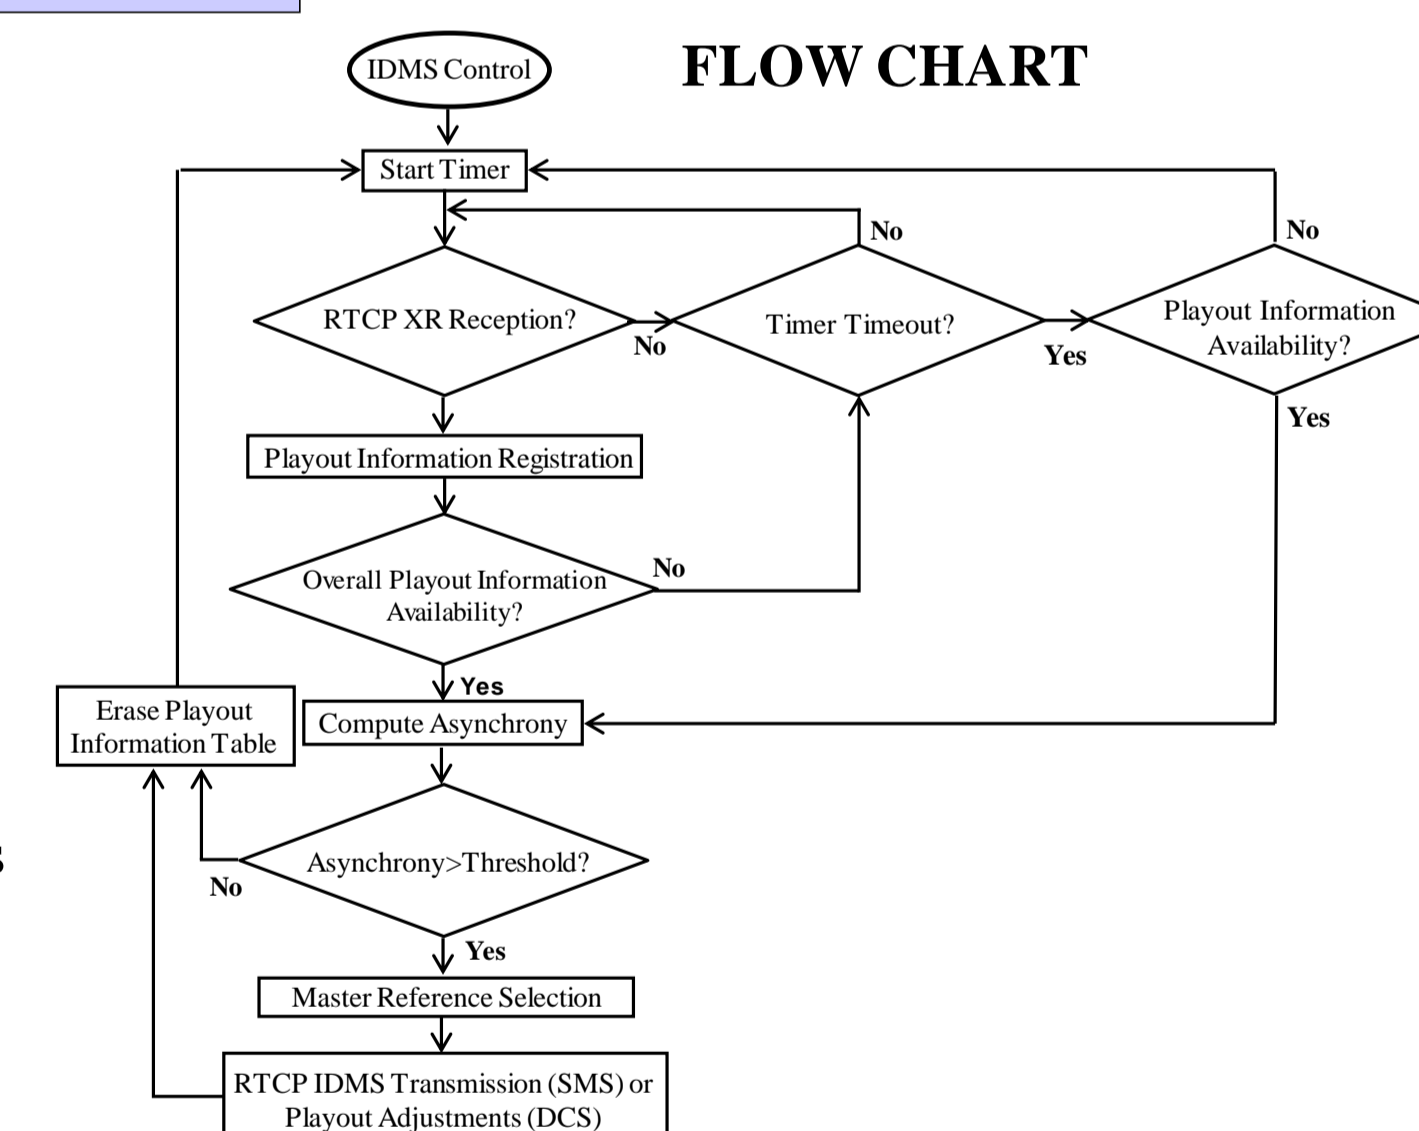 IDMS Control
FLOW CHART
Start Timer
No
No
RTCP XR Reception?
No
Timer Timeout?
Yes
Playout Information
Availability?
Yes
Playout Information Registration
Overall Playout Information
Availability?
No
Yes
Erase Playout
Information Table
Compute Asynchrony
Asynchrony>Threshold?
No
Yes
Master Reference Selection
RTCP IDMS Transmission (SMS) or
Playout Adjustments (DCS)